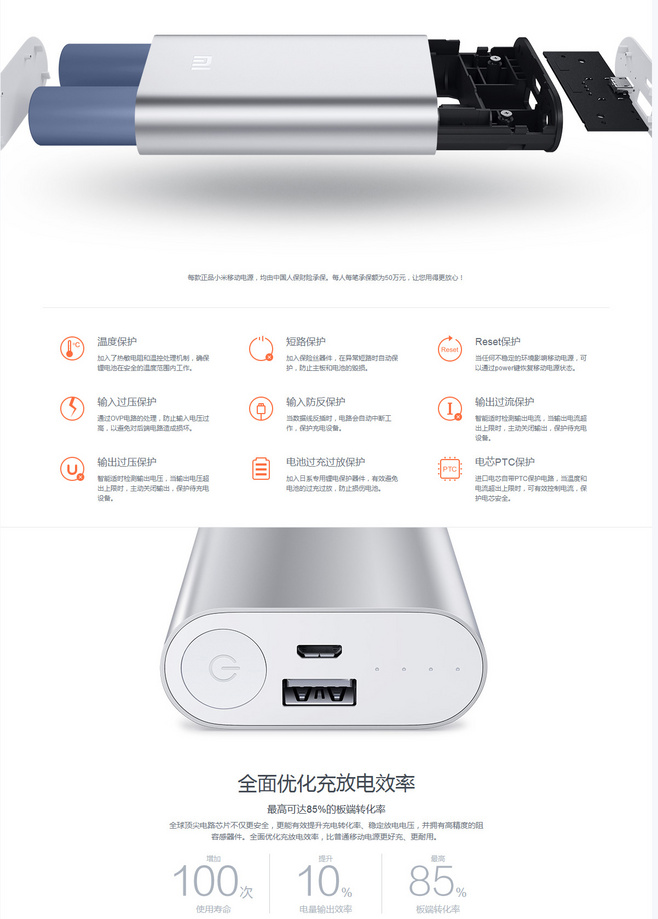 每款正品小米移动电源，均由中国人保财险承保。每人每笔承保额为50万元，让您用得更放心！
°C
温度保护
加入了热敏电阻和温控处理机制，确保
锂电池在安全的温度范围内工作。
短路保护
加入保险丝器件，在异常短路时自动保
护，防止主板和电池的毁损。
Reset
Reset保护
当任何不稳定的环境影响移动电源，可
以通过power键恢复移动电源状态。
输入过压保护
通过OVP电路的处理，防止输入电压过
高，以避免对后端电路造成损坏。
输入防反保护
当数据线反插时，电路会自动中断工
作，保护充电设备。
I
输出过流保护
智能适时检测输出电流，当输出电流超
出上限时，主动关闭输出，保护待充电
设备。
U
输出过压保护
智能适时检测输出电压，当输出电压超
出上限时，主动关闭输出，保护待充电
设备。
电池过充过放保护
加入日系专用锂电保护器件，有效避免
电池的过充过放，防止损伤电池。
PTC
电芯PTC保护
进口电芯自带PTC保护电路，当温度和
电流超出上限时，可有效控制电流，保
护电芯安全。
全面优化充放电效率
最高可达85%的板端转化率
全球顶尖电路芯片不仅更安全，更能有效提升充电转化率、稳定放电电压，并拥有高精度的阻
容感器件。全面优化充放电效率，比普通移动电源更好充、更耐用。
增加
100次
使用寿命
提升
10%
电量输出效率
最高
85%
板端转化率